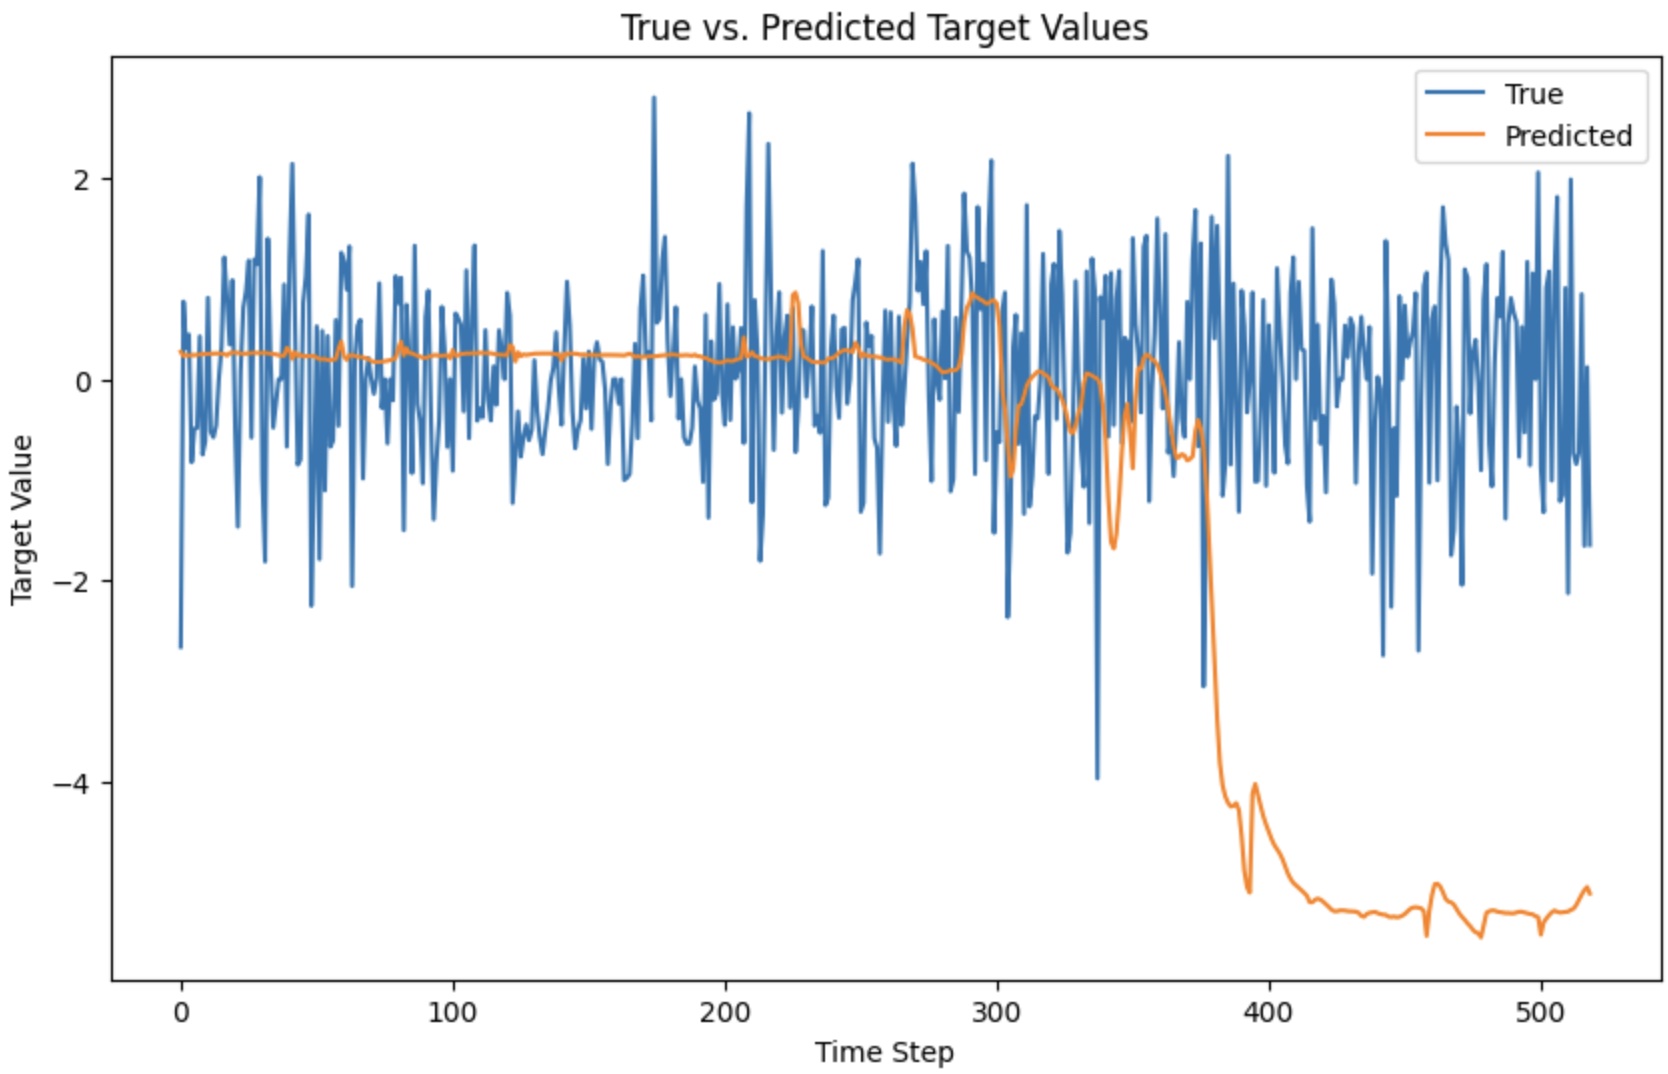 True vs. Predicted Target Values
True
Predicted
Target Value
2
0
−2
−4
0
100
200
300
400
500
Time Step